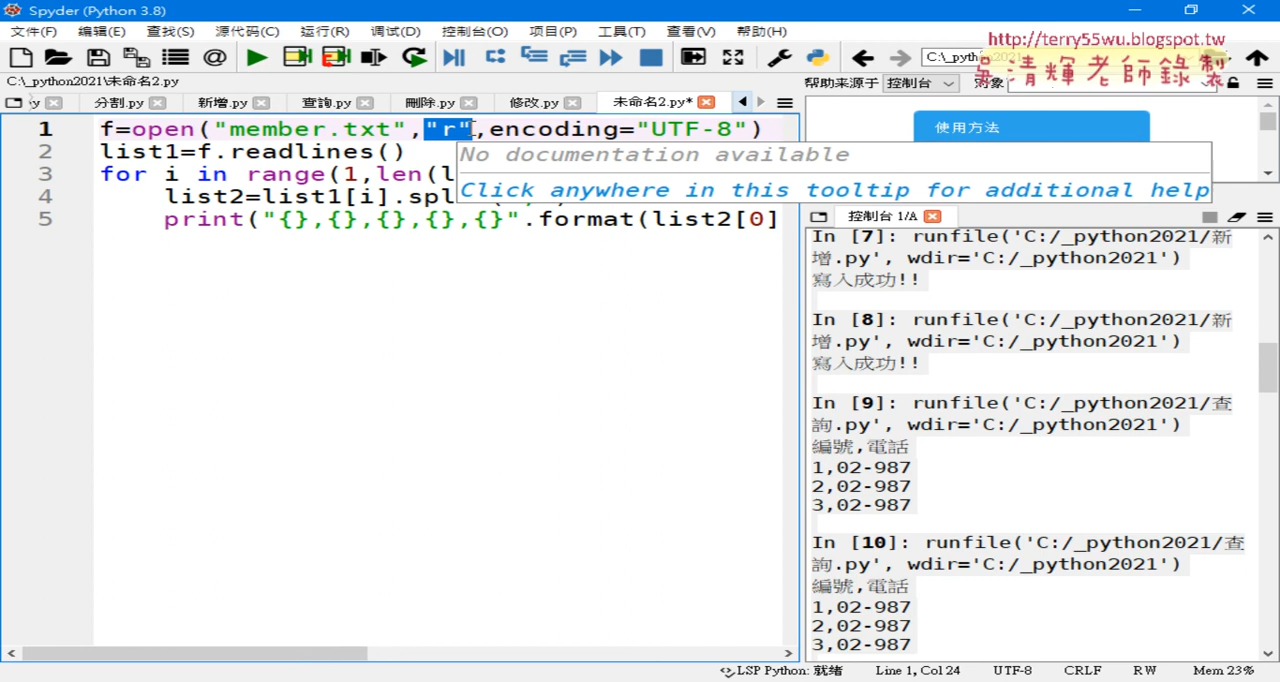 Spyder (Python 3.8)
文件(F) 编辑(E) 查找(S) 源代码(C) 运行(R) 调试(D) 控制台(O) 项目(P) 工具(T) 查看(V) 帮助(H)
http://terry55wu.blogspot.tw
吳清輝老師錄製
C:\_python2021\未命名2.py
帮助来源于 控制台 对象
y 分割.py 新增.py 查詢.py 刪除.py 修改.py 未命名2.py*
使用方法
1 f=open("member.txt","r",encoding="UTF-8")
2 list1=f.readlines()
3 for i in range(1,len(l
4 list2=list1[i].spl
5 print("{},{},{},{},{}".format(list2[0]
No documentation available
Click anywhere in this tooltip for additional help
控制台 1/A
In [7]: runfile('C:/_python2021/新
增.py', wdir='C:/_python2021')
寫入成功!!
In [8]: runfile('C:/_python2021/新
增.py', wdir='C:/_python2021')
寫入成功!!
In [9]: runfile('C:/_python2021/查
詢.py', wdir='C:/_python2021')
編號,電話
1,02-987
2,02-987
3,02-987
In [10]: runfile('C:/_python2021/查
詢.py', wdir='C:/_python2021')
編號,電話
1,02-987
2,02-987
3,02-987
LSP Python: 就绪 Line 1, Col 24 UTF-8 CRLF RW Mem 23%